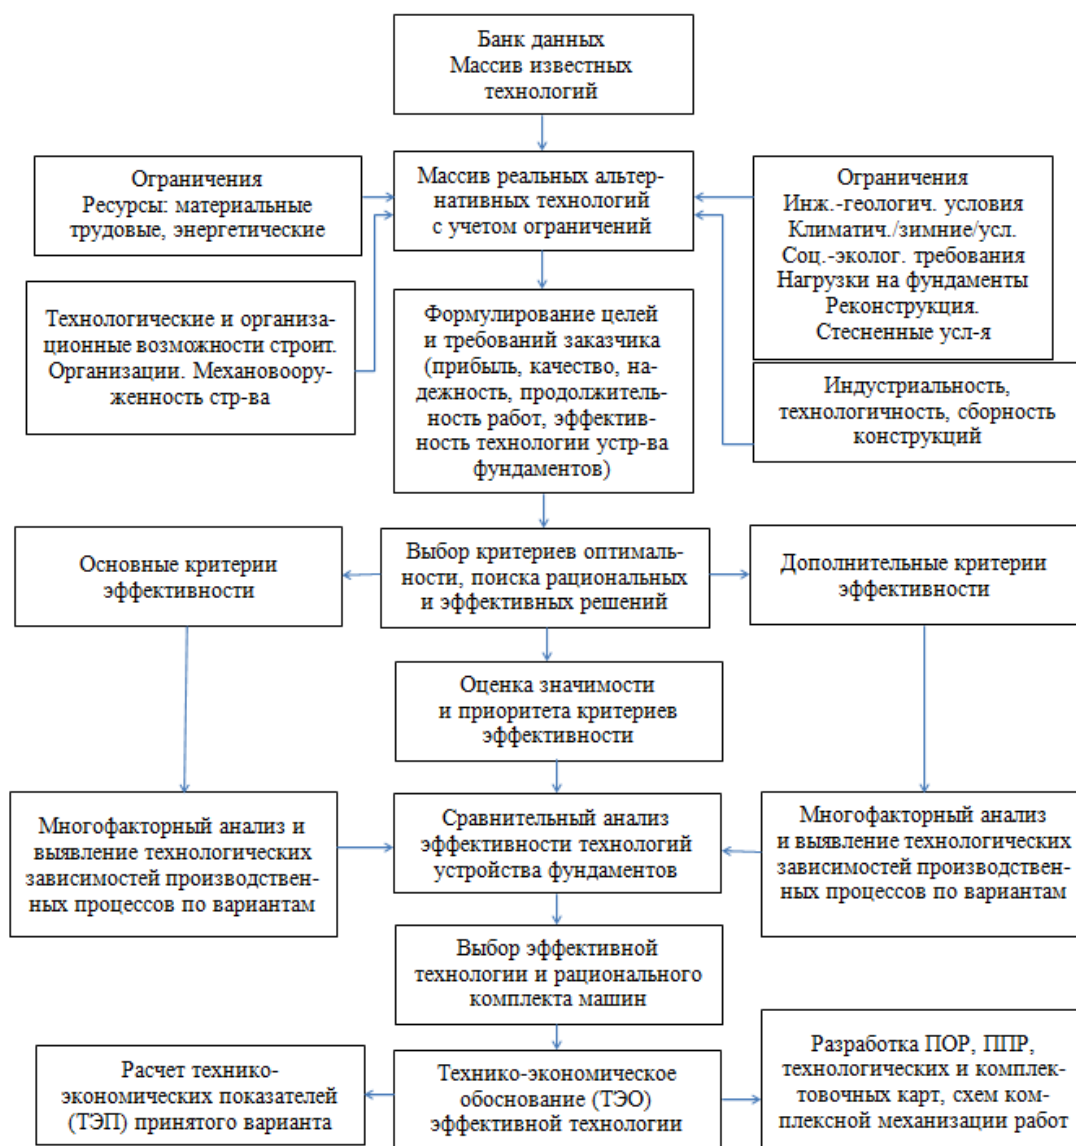 Банк данных
Массив известных
технологий
Ограничения
Ресурсы: материальные
трудовые, энергетические
Массив реальных альтер-
нативных технологий
с учетом ограничений
Ограничения
Инж.-геологич. условия
Климатич./зимние/усл.
Соц.-эколог. требования
Нагрузки на фундаменты
Реконструкция.
Стесненные усл-я
Технологические и организа-
ционные возможности строит.
Организации. Механовоору-
женность стр-ва
Формулирование целей
и требований заказчика
(прибыль, качество, на-
дежность, продолжитель-
ность работ, эффектив-
ность технологии устр-ва
фундаментов)
Индустриальность,
технологичность, сборность
конструкций
Основные критерии
эффективности
Выбор критериев оптималь-
ности, поиска рациональных
и эффективных решений
Дополнительные критерии
эффективности
Оценка значимости
и приоритета критериев
эффективности
Многофакторный анализ и
выявление технологических
зависимостей производствен-
ных процессов по вариантам
Сравнительный анализ
эффективности технологий
устройства фундаментов
Многофакторный анализ
и выявление технологических
зависимостей производствен-
ных процессов по вариантам
Выбор эффективной
технологии и рационального
комплекта машин
Расчет технико-
экономических показателей
(ТЭП) принятого варианта
Технико-экономическое
обоснование (ТЭО)
эффективной технологии
Разработка ПОР, ППР,
технологических и комплек-
товочных карт, схем ком-
плексной механизации работ